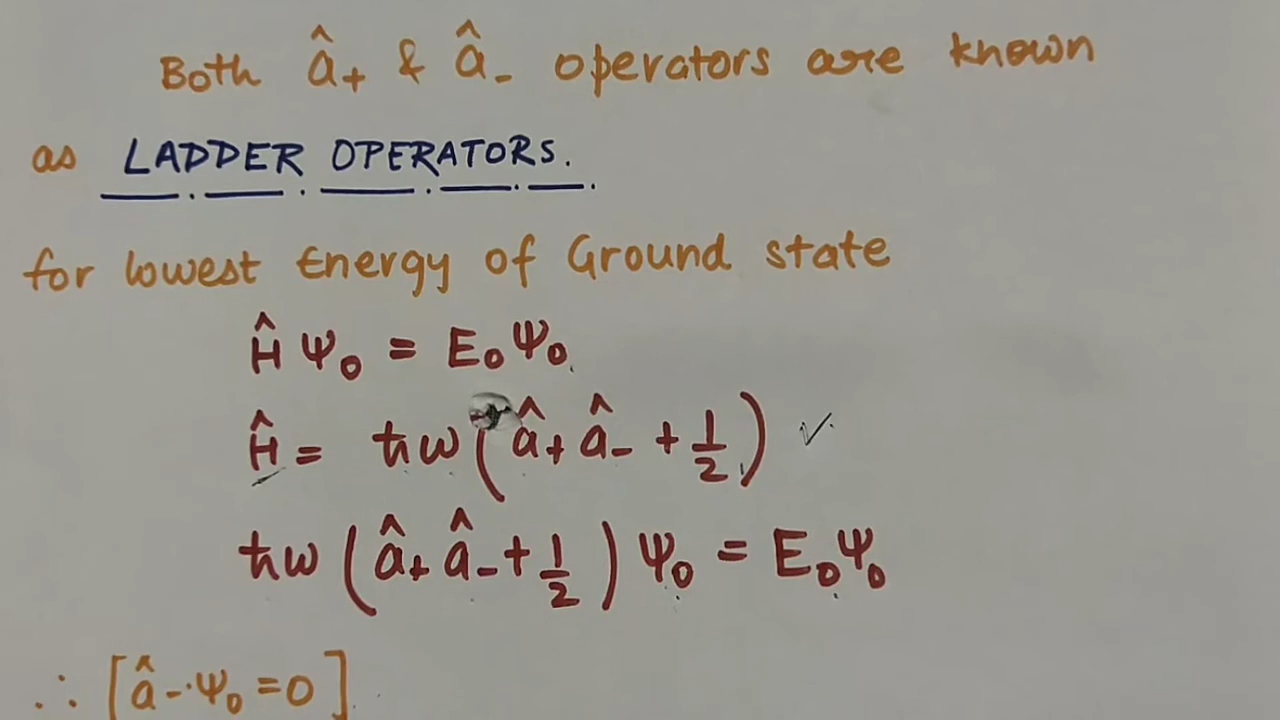 Both â₊ & â₋ operators are known
as LADDER OPERATORS.
for lowest Energy of Ground state
Ĥ Ψ₀ = E₀Ψ₀
Ĥ = ħω(â₊ â₋ + 1/2) ✓
ħω(â₊ â₋ + 1/2) Ψ₀ = E₀Ψ₀
∴ [â₋·Ψ₀ = 0]